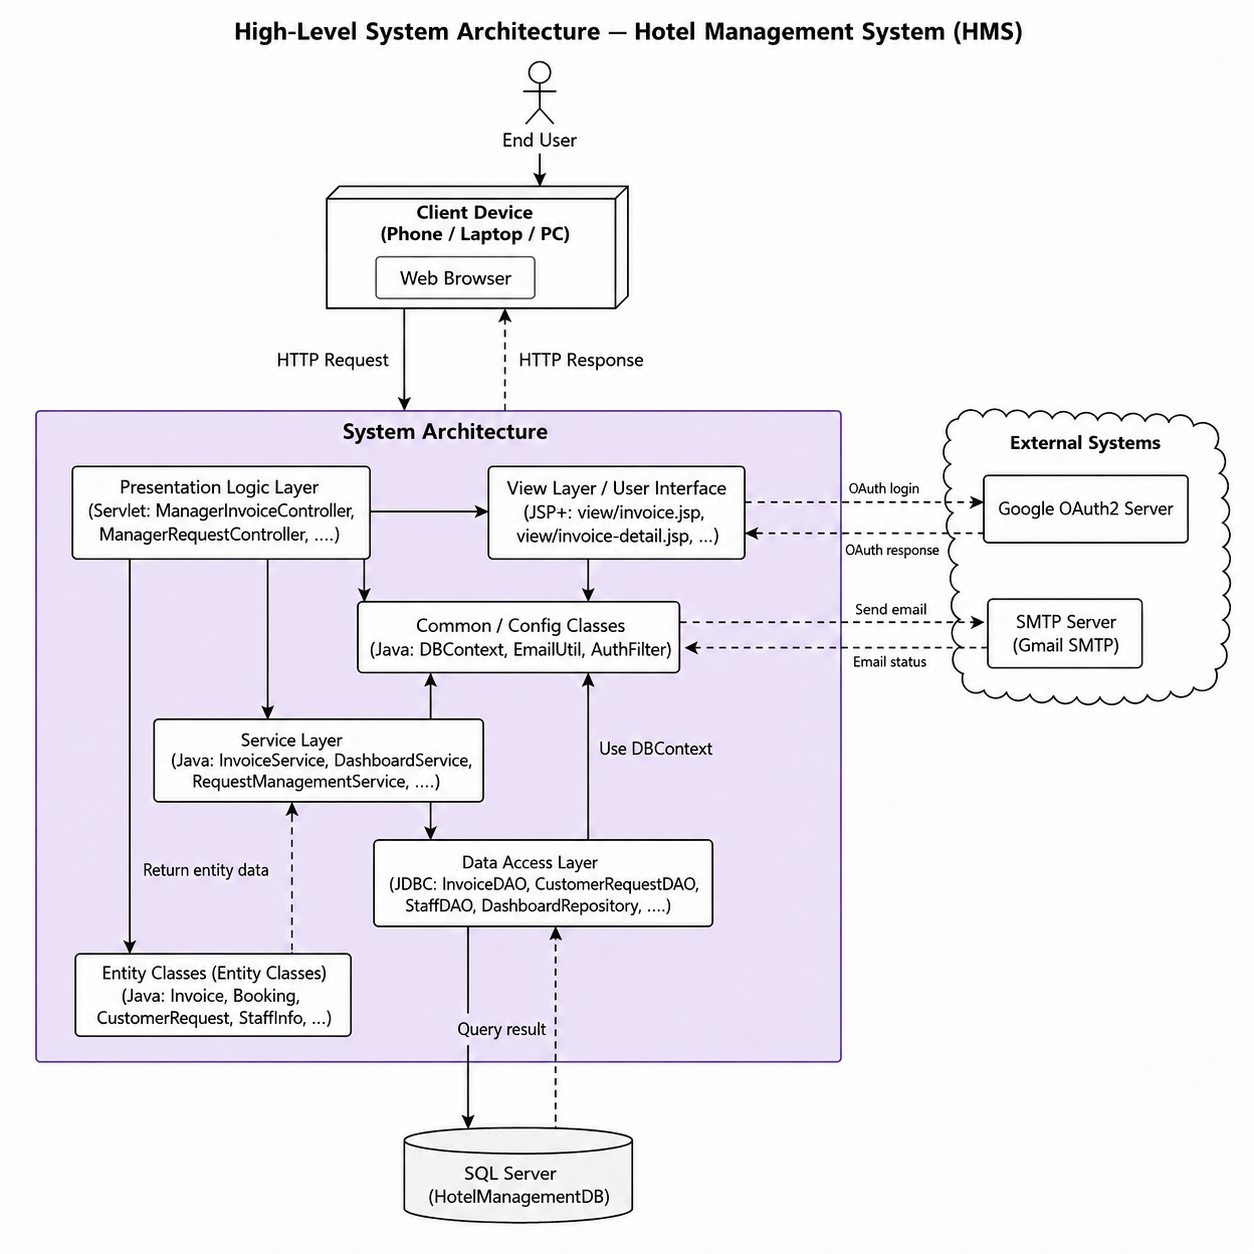 High-Level System Architecture — Hotel Management System (HMS)
End User
Client Device
(Phone / Laptop / PC)
Web Browser
HTTP Request
HTTP Response
System Architecture
Presentation Logic Layer
(Servlet: ManagerInvoiceController,
ManagerRequestController, ....)
View Layer / User Interface
(JSP+: view/invoice.jsp,
view/invoice-detail.jsp, ...)
OAuth login
OAuth response
External Systems
Google OAuth2 Server
Common / Config Classes
(Java: DBContext, EmailUtil, AuthFilter)
Send email
Email status
SMTP Server
(Gmail SMTP)
Service Layer
(Java: InvoiceService, DashboardService,
RequestManagementService, ....)
Use DBContext
Return entity data
Data Access Layer
(JDBC: InvoiceDAO, CustomerRequestDAO,
StaffDAO, DashboardRepository, ....)
Entity Classes (Entity Classes)
(Java: Invoice, Booking,
CustomerRequest, StaffInfo, ...)
Query result
SQL Server
(HotelManagementDB)